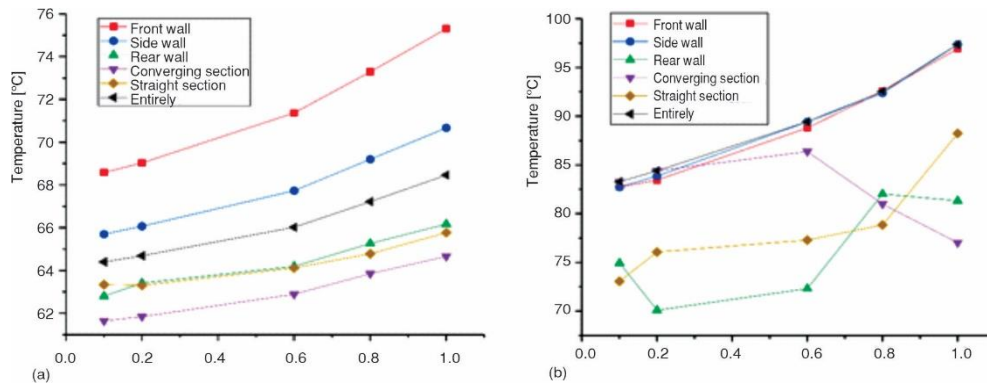 Temperature [°C]
76
74
72
70
68
66
64
62
Front wall
Side wall
Rear wall
Converging section
Straight section
Entirely
0.0 0.2 0.4 0.6 0.8 1.0
(a)
Temperature [°C]
100
95
90
85
80
75
70
Front wall
Side wall
Rear wall
Converging section
Straight section
Entirely
0.0 0.2 0.4 0.6 0.8 1.0
(b)